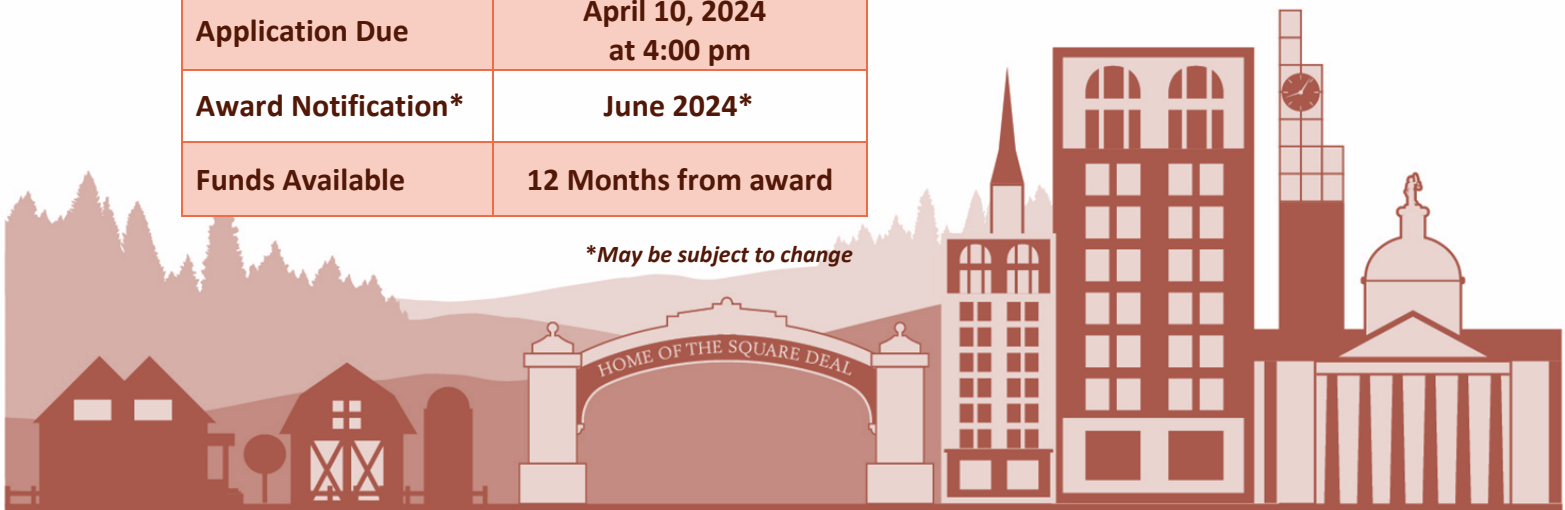 Application Due
April 10, 2024
at 4:00 pm
Award Notification*
June 2024*
Funds Available
12 Months from award
*May be subject to change
HOME OF THE SQUARE DEAL